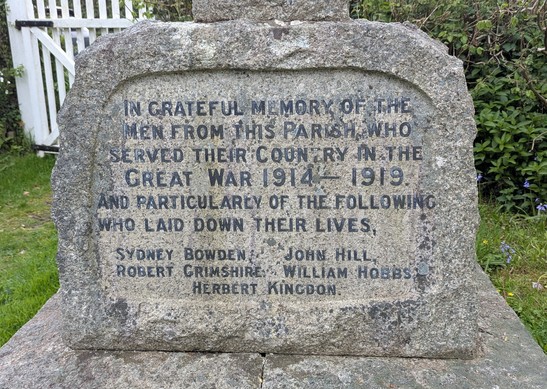 IN GRATEFUL MEMORY OF THE
MEN FROM THIS PARISH, WHO
SERVED THEIR COUNTRY IN THE
GREAT WAR 1914 – 1919.
AND PARTICULARLY OF THE FOLLOWING
WHO LAID DOWN THEIR LIVES,
SYDNEY BOWDEN, JOHN HILL,
ROBERT GRIMSHIRE, WILLIAM HOBBS,
HERBERT KINGDON.